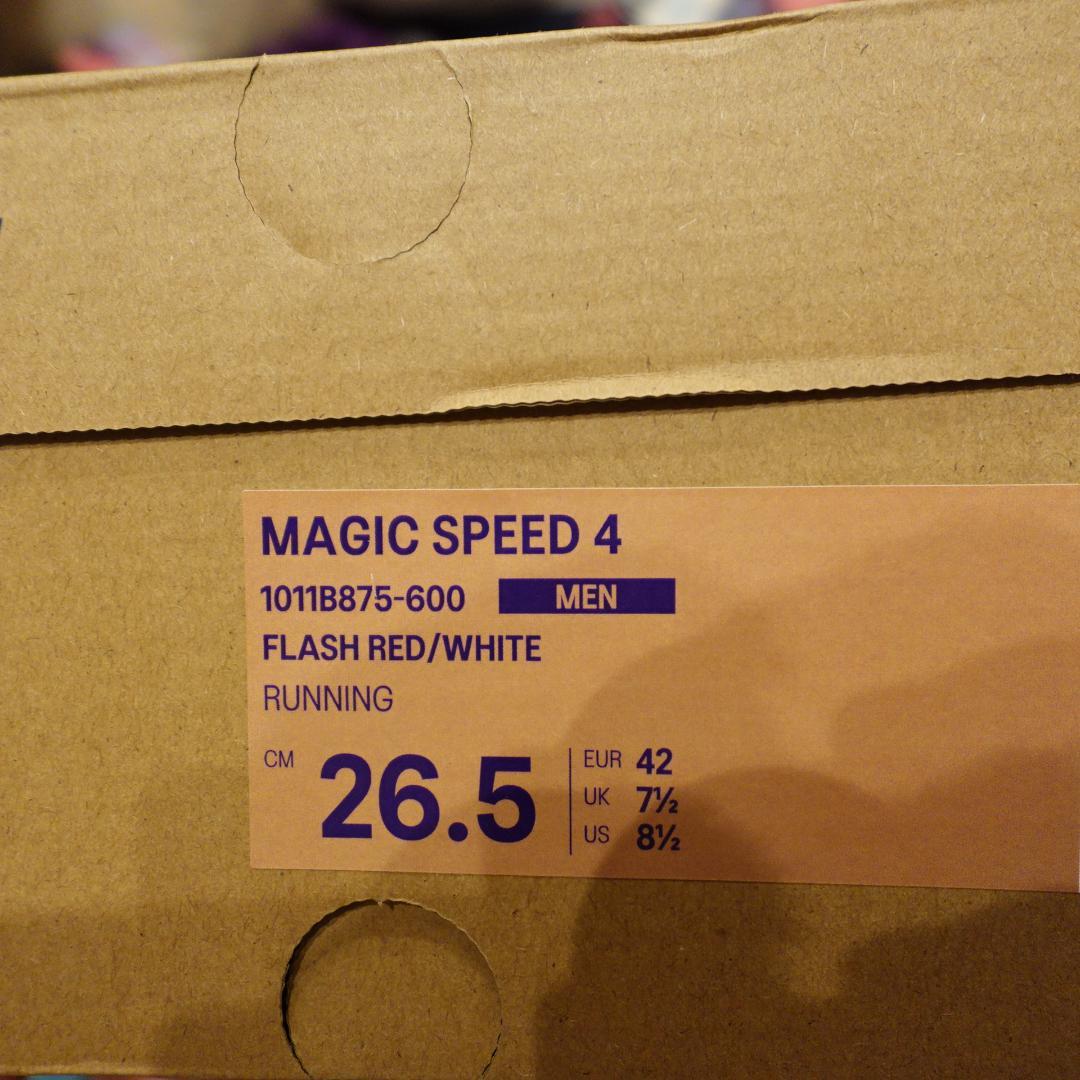 MAGIC SPEED 4
1011B875-600 MEN
FLASH RED/WHITE
RUNNING
CM 26.5
EUR 42
UK 7½
US 8½